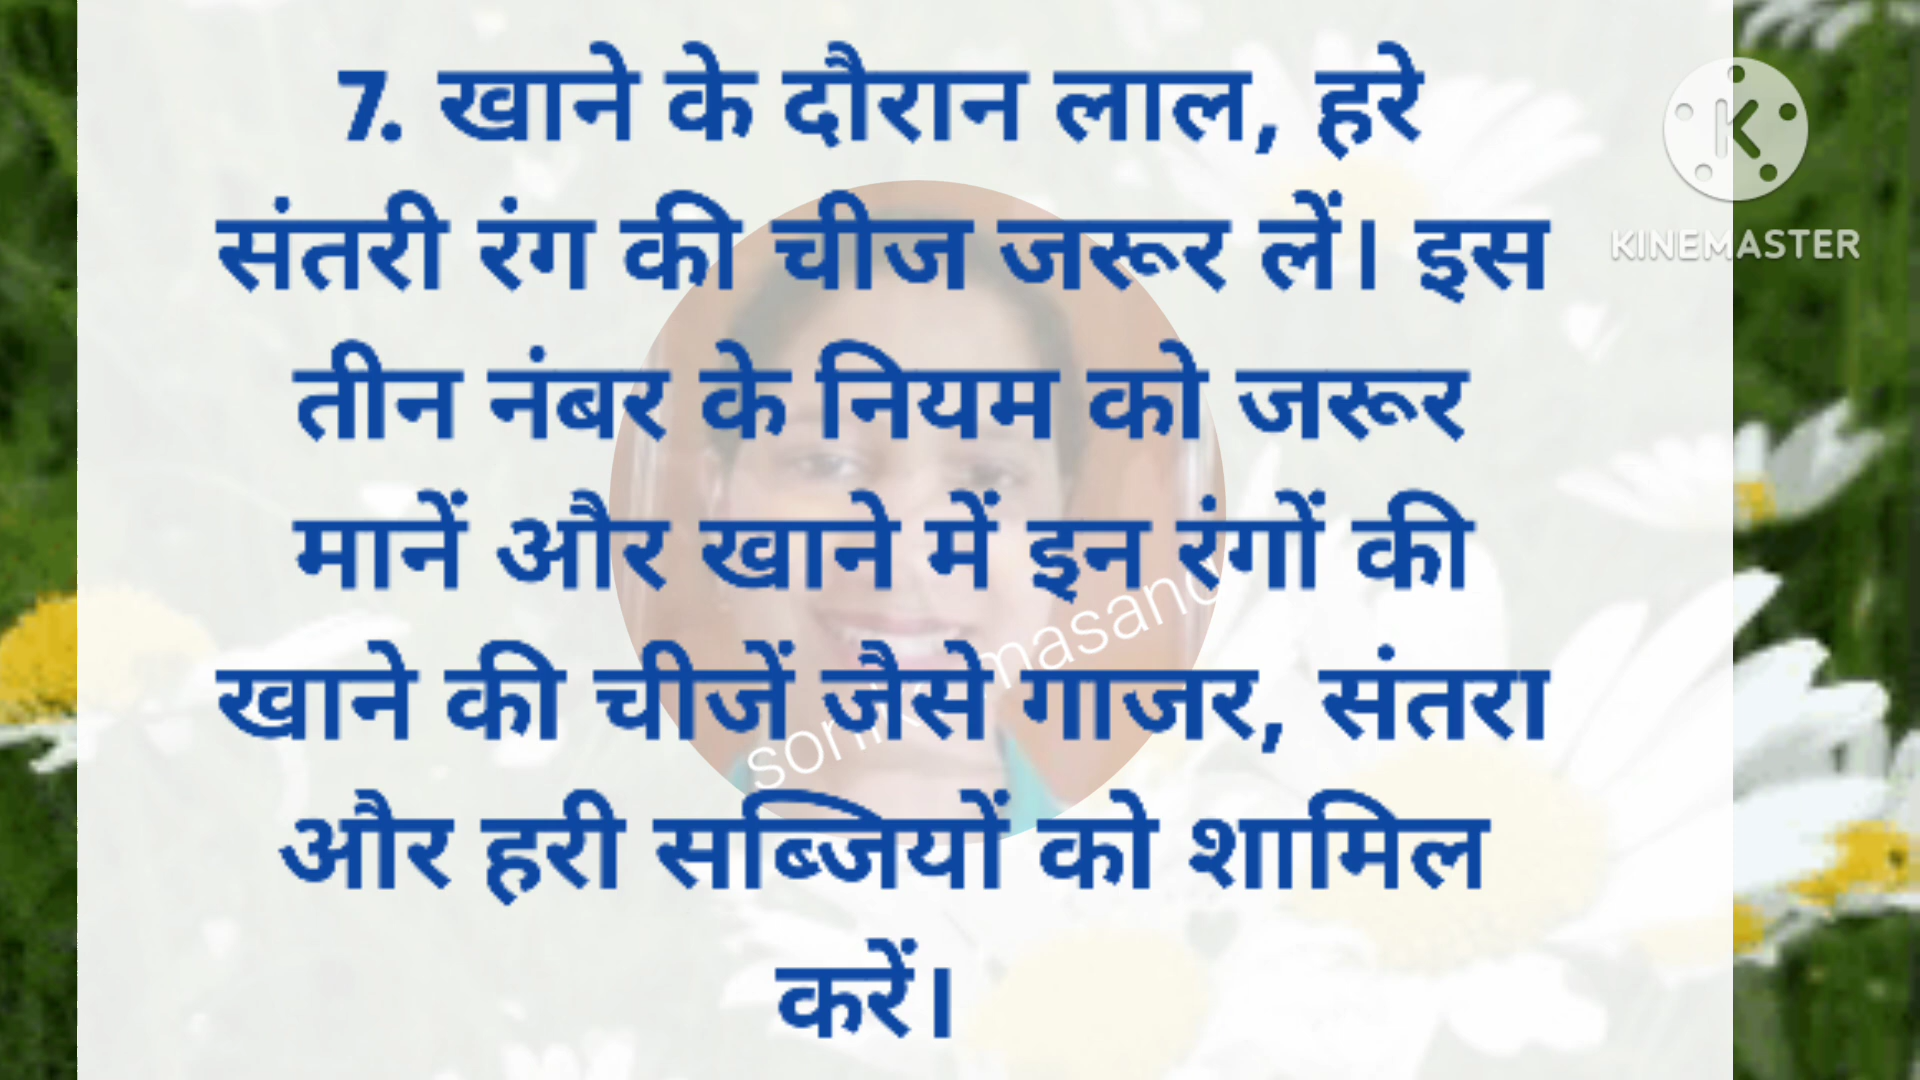 7. खाने के दौरान लाल, हरे
संतरी रंग की चीज जरूर लें। इस
तीन नंबर के नियम को जरूर
मानें और खाने में इन रंगों की
खाने की चीजें जैसे गाजर, संतरा
और हरी सब्जियों को शामिल
करें।
KINEMASTER